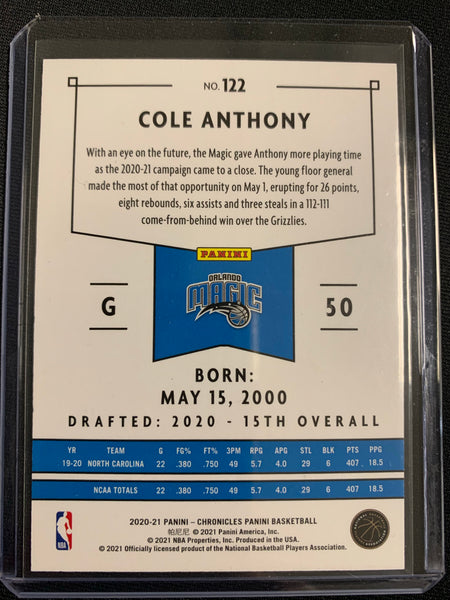 NO. 122
COLE ANTHONY
With an eye on the future, the Magic gave Anthony more playing time
as the 2020-21 campaign came to a close. The young floor general
made the most of that opportunity on May 1, erupting for 26 points,
eight rebounds, six assists and three steals in a 112-111
come-from-behind win over the Grizzlies.
PANINI
ORLANDO
MAGIC
G
50
BORN:
MAY 15, 2000
DRAFTED: 2020 - 15TH OVERALL
YR TEAM G FG% FT% 3PM RPG APG STL BLK PTS PPG
19-20 NORTH CAROLINA 22 .380 .750 49 5.7 4.0 29 6 407 18.5
NCAA TOTALS 22 .380 .750 49 5.7 4.0 29 6 407 18.5
2020-21 PANINI – CHRONICLES PANINI BASKETBALL
帕尼尼 © 2021 Panini America, Inc.
© 2021 NBA Properties, Inc. Produced in the USA.
© 2021 Officially licensed product of the National Basketball Players Association.
NBA